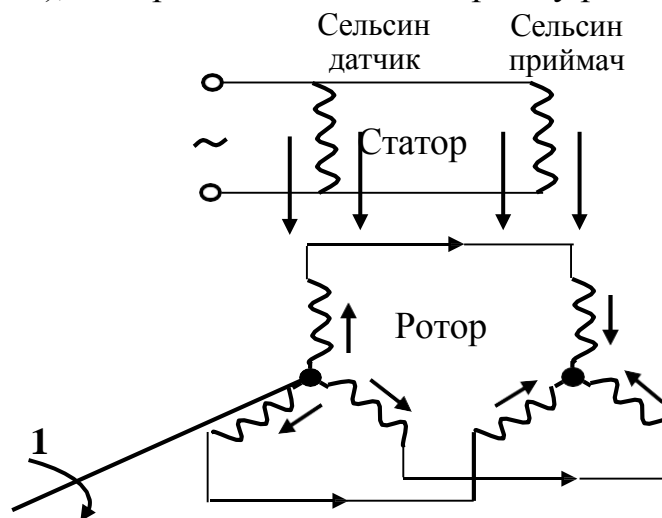 Сельсин
датчик
Сельсин
приймач
~
Статор
Ротор
1